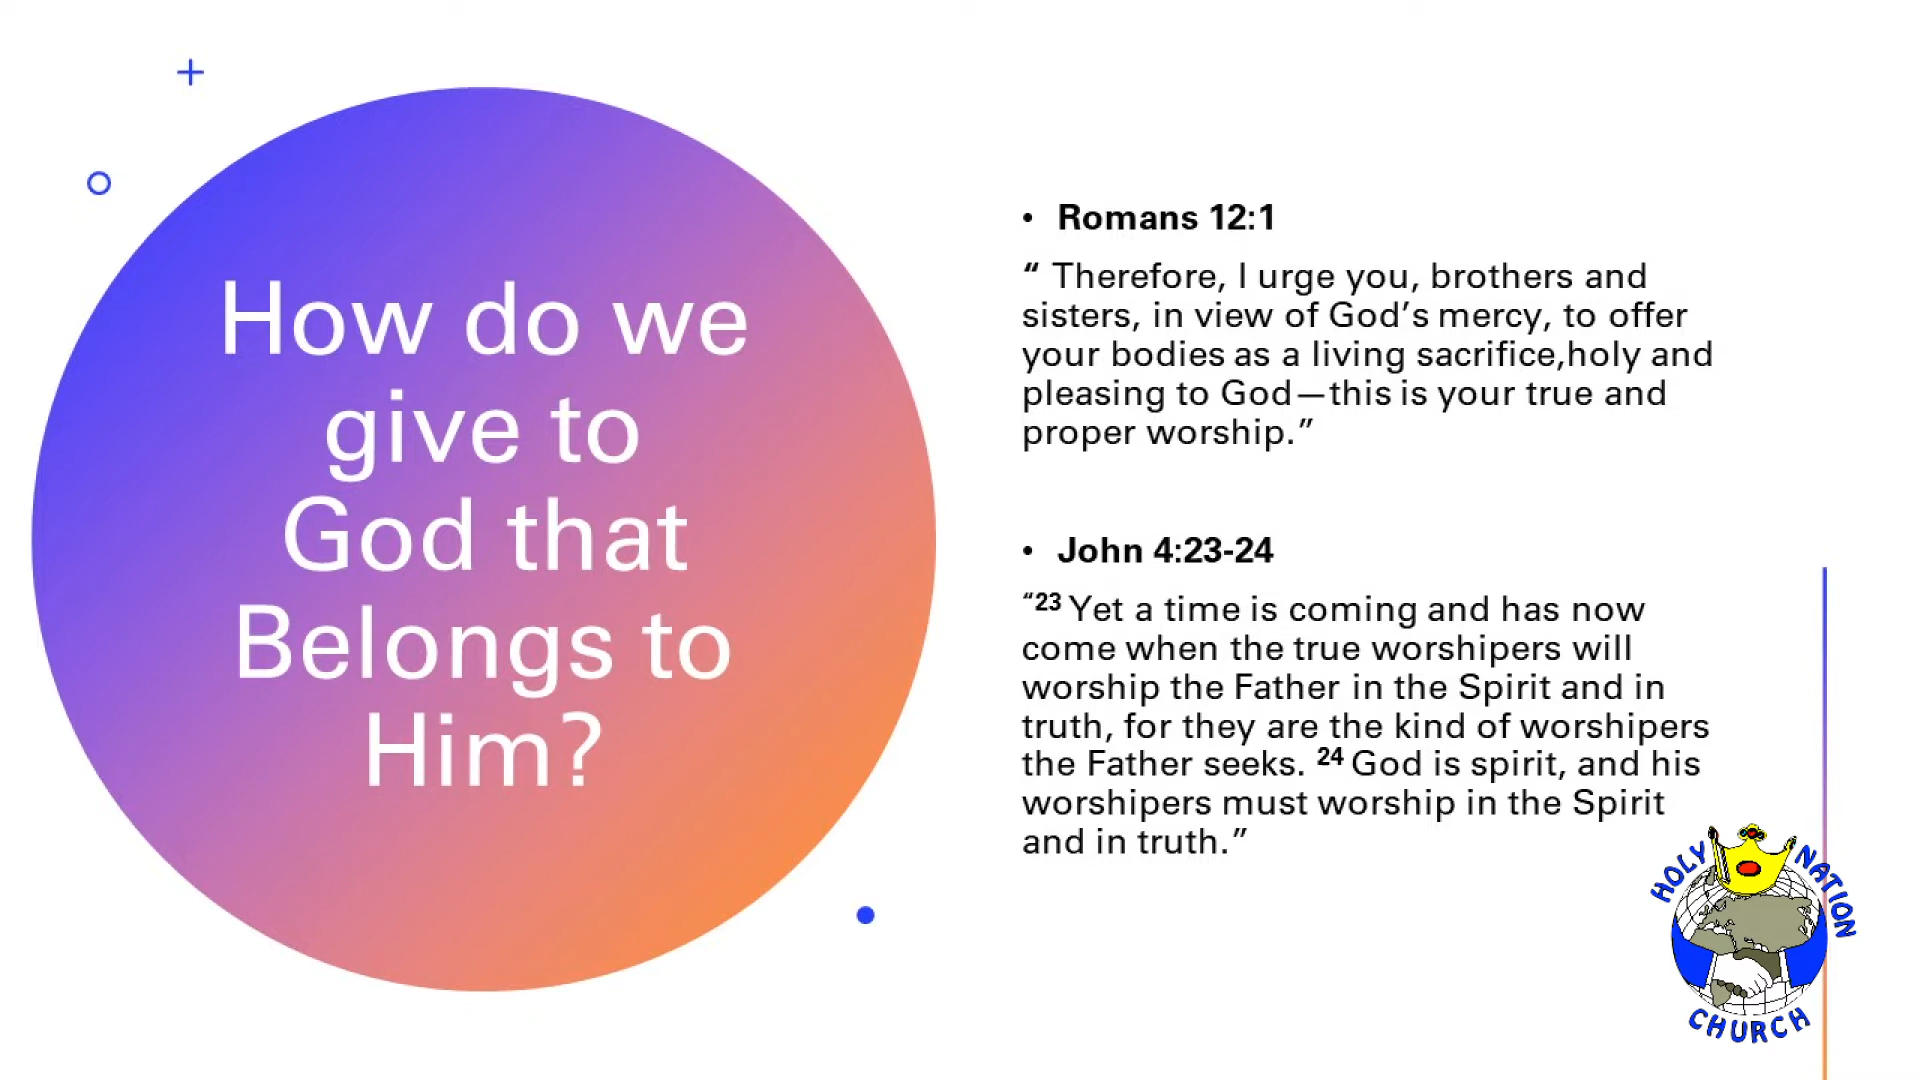 How do we
give to
God that
Belongs to
Him?
• Romans 12:1
“ Therefore, I urge you, brothers and
sisters, in view of God’s mercy, to offer
your bodies as a living sacrifice,holy and
pleasing to God—this is your true and
proper worship.”
• John 4:23-24
“23 Yet a time is coming and has now
come when the true worshipers will
worship the Father in the Spirit and in
truth, for they are the kind of worshipers
the Father seeks. 24 God is spirit, and his
worshipers must worship in the Spirit
and in truth.”
HOLY NATION
CHURCH